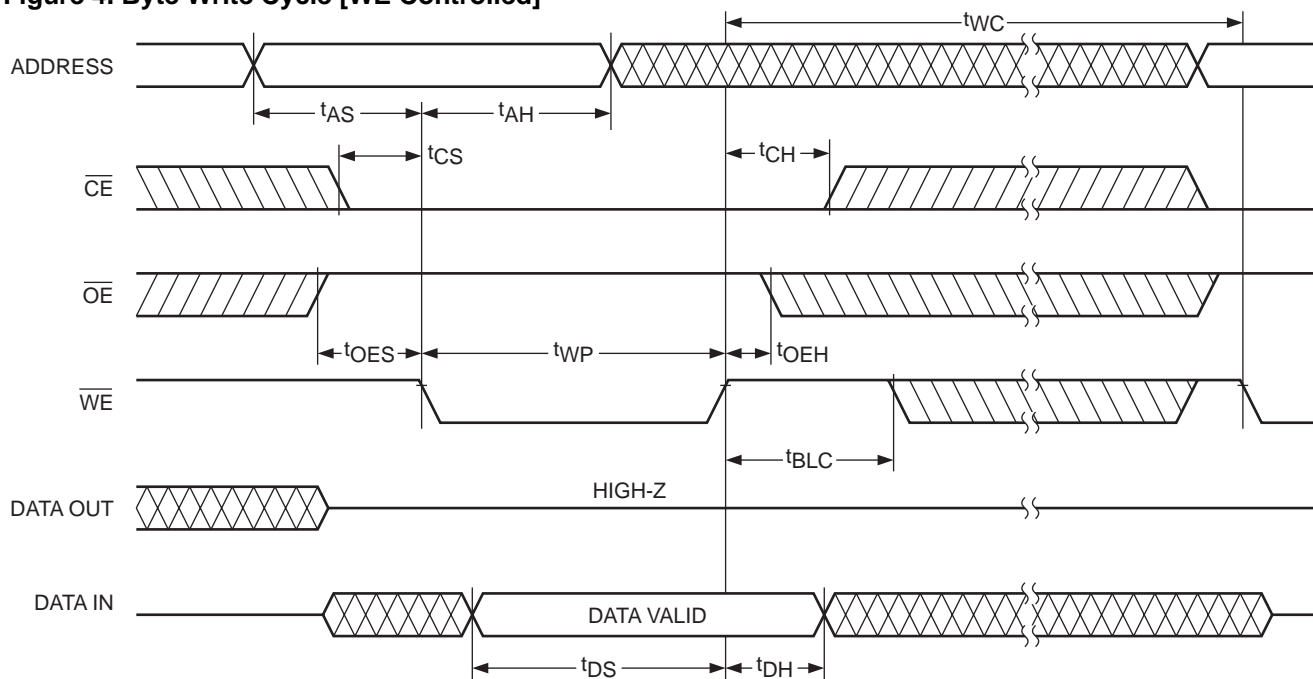 Figure 4. Byte Write Cycle [WE Controlled]
tWC
ADDRESS
tAS
tAH
tCS
tCH
CE
OE
tOES
tWP
tOEH
WE
tBLC
HIGH-Z
DATA OUT
DATA IN
DATA VALID
tDS
tDH